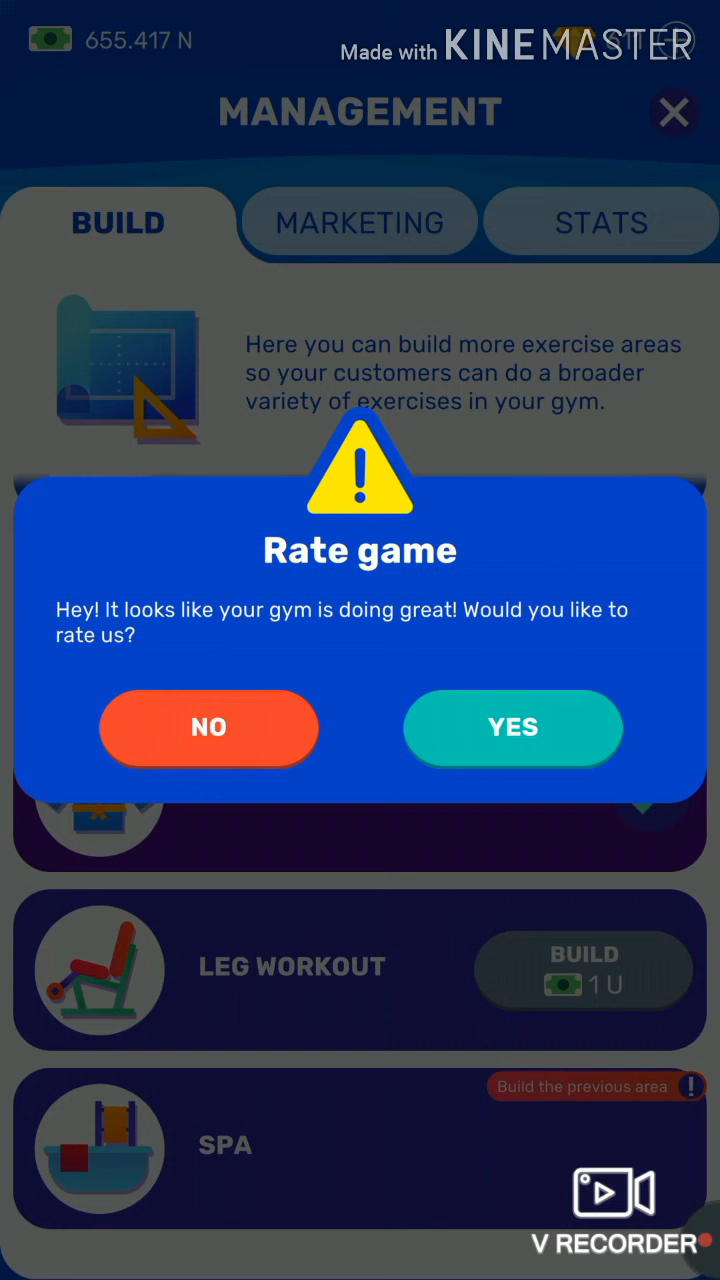 655.417 N
Made with KINEMASTER
MANAGEMENT
BUILD
MARKETING
STATS
Here you can build more exercise areas
so your customers can do a broader
variety of exercises in your gym.
Rate game
Hey! It looks like your gym is doing great! Would you like to
rate us?
NO
YES
LEG WORKOUT
BUILD
1 U
Build the previous area
SPA
V RECORDER